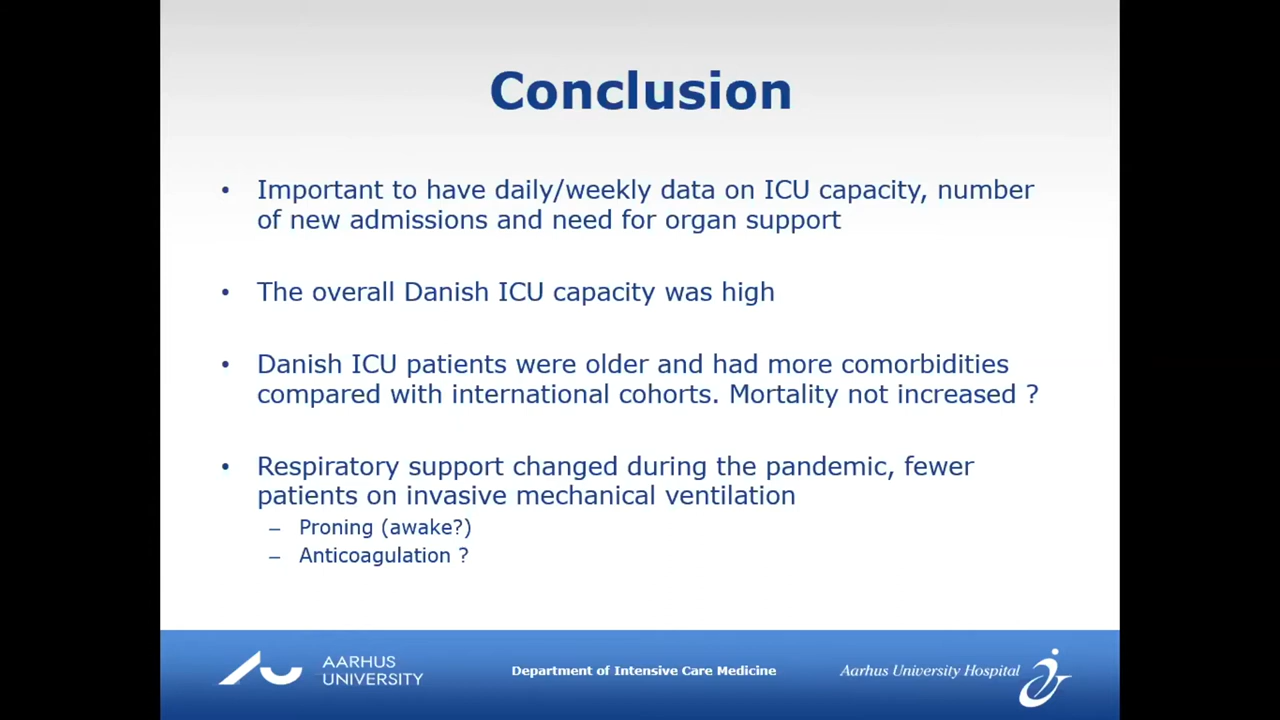 Conclusion
• Important to have daily/weekly data on ICU capacity, number
of new admissions and need for organ support
• The overall Danish ICU capacity was high
• Danish ICU patients were older and had more comorbidities
compared with international cohorts. Mortality not increased ?
• Respiratory support changed during the pandemic, fewer
patients on invasive mechanical ventilation
– Proning (awake?)
– Anticoagulation ?
AARHUS
UNIVERSITY
Department of Intensive Care Medicine
Aarhus University Hospital